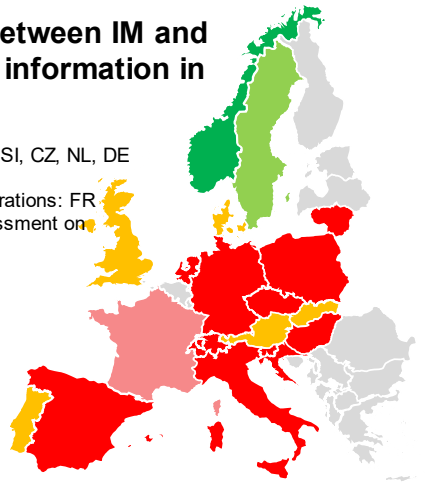 etween IM and
information in
SI, CZ, NL, DE
rations: FR
ssment on